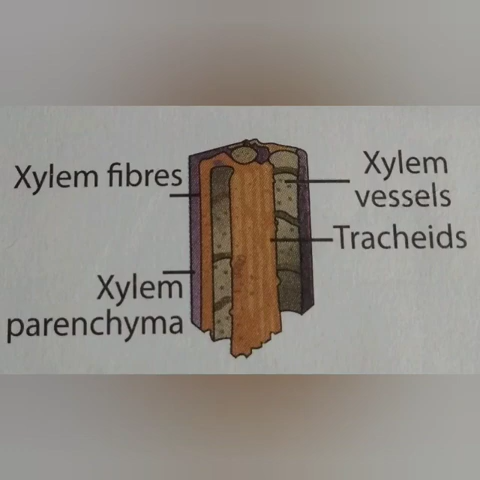 Xylem fibres
Xylem
vessels
Tracheids
Xylem
parenchyma